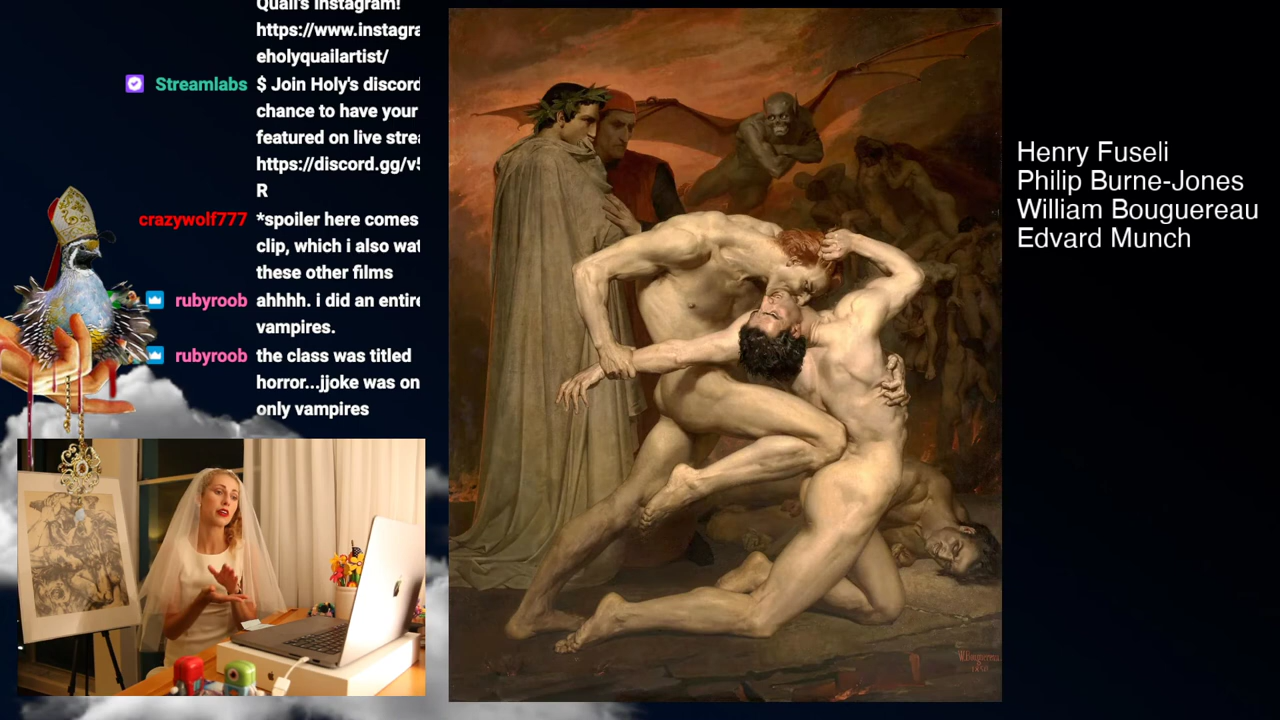 Quail's Instagram!
https://www.instagra
eholyquailartist/
Streamlabs $ Join Holy's discord
chance to have your
featured on live strea
https://discord.gg/v5
R
crazywolf777 *spoiler here comes
clip, which i also wat
these other films
rubyroob ahhhh. i did an entire
vampires.
rubyroob the class was titled
horror...jjoke was on
only vampires
Henry Fuseli
Philip Burne-Jones
William Bouguereau
Edvard Munch
W.Bouguereau